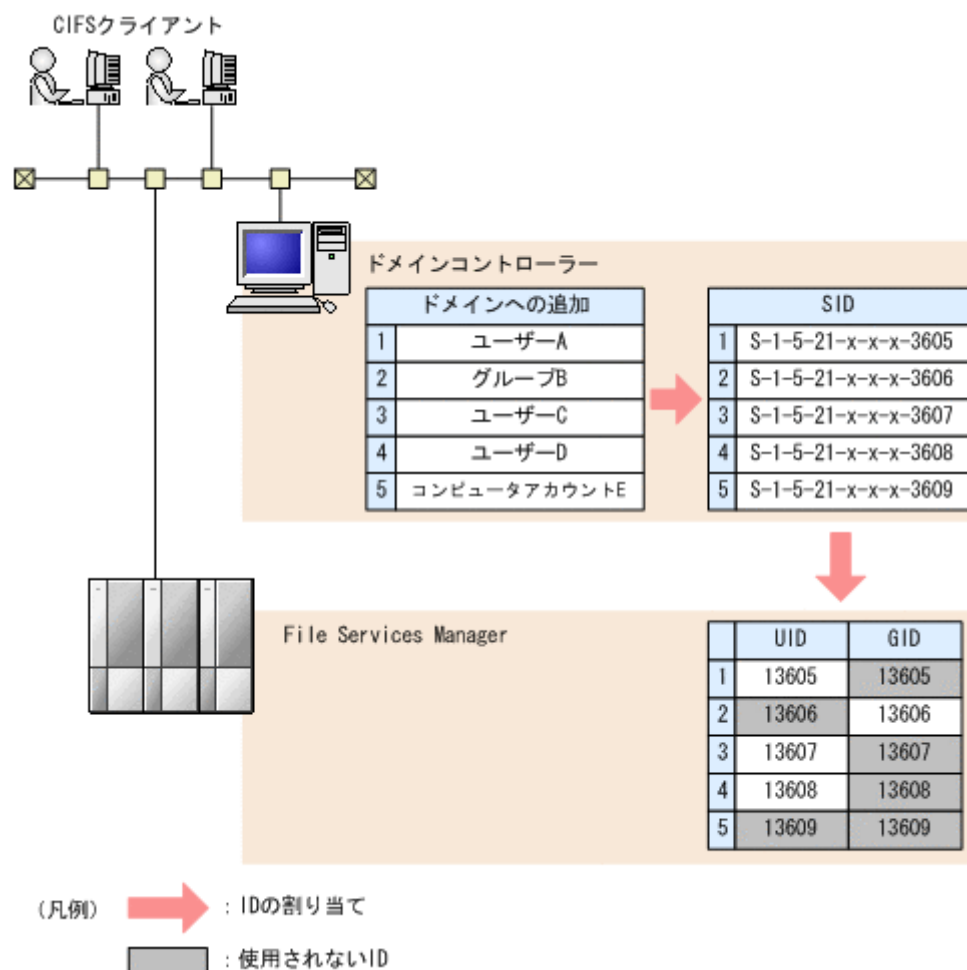 CIFSクライアント
ドメインコントローラー
ドメインへの追加
1 ユーザーA
2 グループB
3 ユーザーC
4 ユーザーD
5 コンピュータアカウントE
SID
1 S-1-5-21-x-x-x-3605
2 S-1-5-21-x-x-x-3606
3 S-1-5-21-x-x-x-3607
4 S-1-5-21-x-x-x-3608
5 S-1-5-21-x-x-x-3609
File Services Manager
UID GID
1 13605 13605
2 13606 13606
3 13607 13607
4 13608 13608
5 13609 13609
(凡例) : IDの割り当て
: 使用されないID